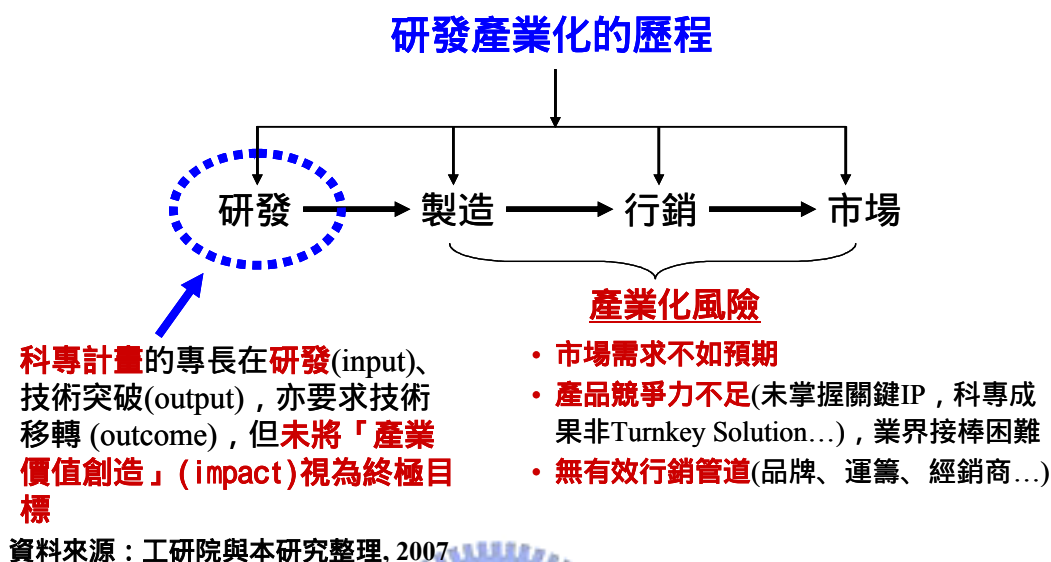 研發產業化的歷程
研發 製造 行銷 市場
產業化風險
科專計畫的專長在研發(input)、
技術突破(output)，亦要求技術
移轉 (outcome)，但未將「產業
價值創造」(impact)視為終極目
標
• 市場需求不如預期
• 產品競爭力不足(未掌握關鍵IP，科專成
果非Turnkey Solution…)，業界接棒困難
• 無有效行銷管道(品牌、運籌、經銷商…)
資料來源：工研院與本研究整理, 2007